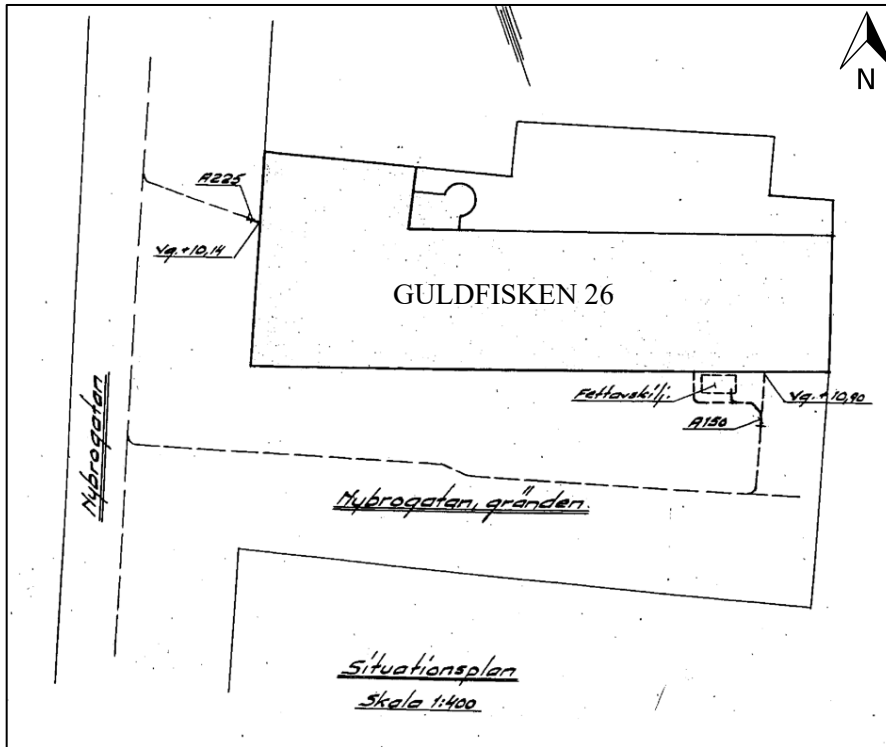 N
A225
Vg.+10,14
GULDFISKEN 26
Fettavskilj.
Vg.+10,90
A150
Nybrogatan
Nybrogatan, gränden.
Situationsplan
Skala 1:400